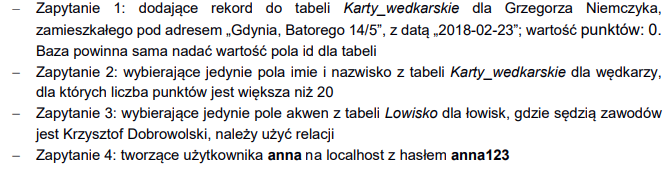 − Zapytanie 1: dodające rekord do tabeli Karty_wedkarskie dla Grzegorza Niemczyka,
zamieszkałego pod adresem „Gdynia, Batorego 14/5”, z datą „2018-02-23”; wartość punktów: 0.
Baza powinna sama nadać wartość pola id dla tabeli
− Zapytanie 2: wybierające jedynie pola imie i nazwisko z tabeli Karty_wedkarskie dla wędkarzy,
dla których liczba punktów jest większa niż 20
− Zapytanie 3: wybierające jedynie pole akwen z tabeli Lowisko dla łowisk, gdzie sędzią zawodów
jest Krzysztof Dobrowolski, należy użyć relacji
− Zapytanie 4: tworzące użytkownika anna na localhost z hasłem anna123